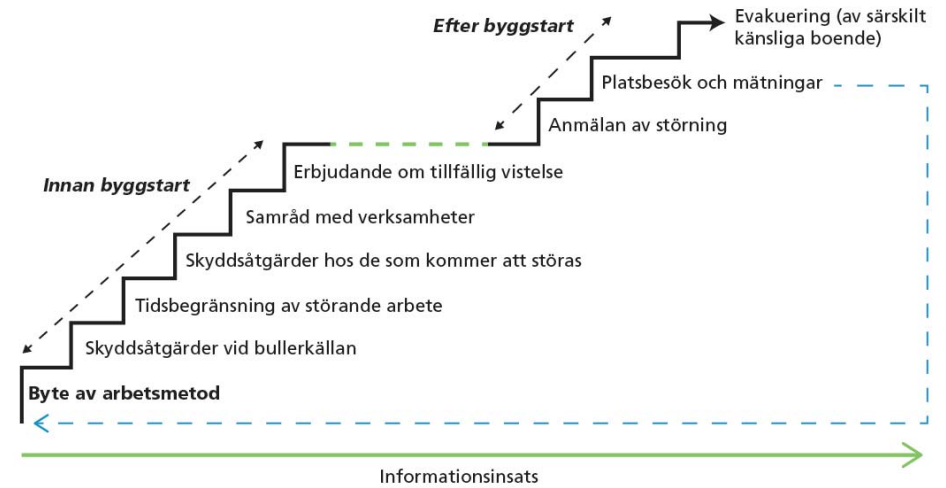 Efter byggstart
Evakuering (av särskilt
känsliga boende)
Platsbesök och mätningar
Anmälan av störning
Innan byggstart
Erbjudande om tillfällig vistelse
Samråd med verksamheter
Skyddsåtgärder hos de som kommer att störas
Tidsbegränsning av störande arbete
Skyddsåtgärder vid bullerkällan
Byte av arbetsmetod
Informationsinsats